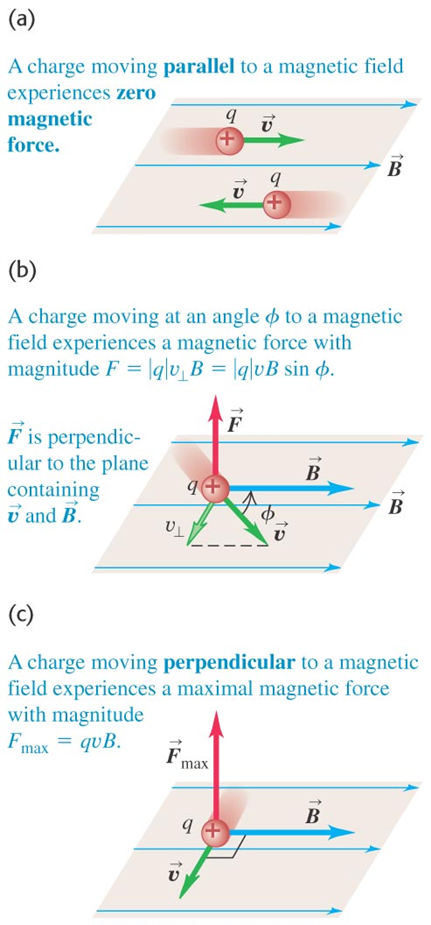 (a)
A charge moving parallel to a magnetic field
experiences zero
magnetic
force.
q
v⃗
B⃗
v⃗
q
(b)
A charge moving at an angle ϕ to a magnetic
field experiences a magnetic force with
magnitude F = |q|v⊥B = |q|vB sin ϕ.
F⃗
F⃗ is perpendic-
ular to the plane
containing
v⃗ and B⃗.
q
B⃗
B⃗
v⊥
ϕ
v⃗
(c)
A charge moving perpendicular to a magnetic
field experiences a maximal magnetic force
with magnitude
Fmax = qvB.
F⃗max
q
B⃗
v⃗